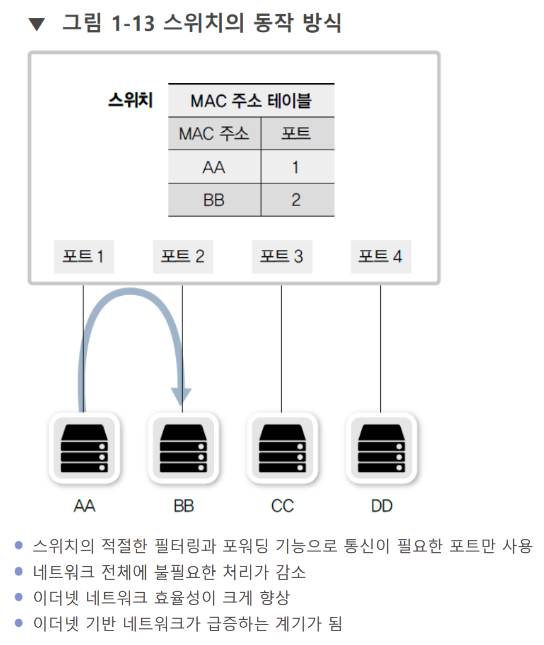 ▼ 그림 1-13 스위치의 동작 방식
스위치
MAC 주소 테이블
MAC 주소 포트
AA 1
BB 2
포트 1 포트 2 포트 3 포트 4
AA BB CC DD
• 스위치의 적절한 필터링과 포워딩 기능으로 통신이 필요한 포트만 사용
• 네트워크 전체에 불필요한 처리가 감소
• 이더넷 네트워크 효율성이 크게 향상
• 이더넷 기반 네트워크가 급증하는 계기가 됨